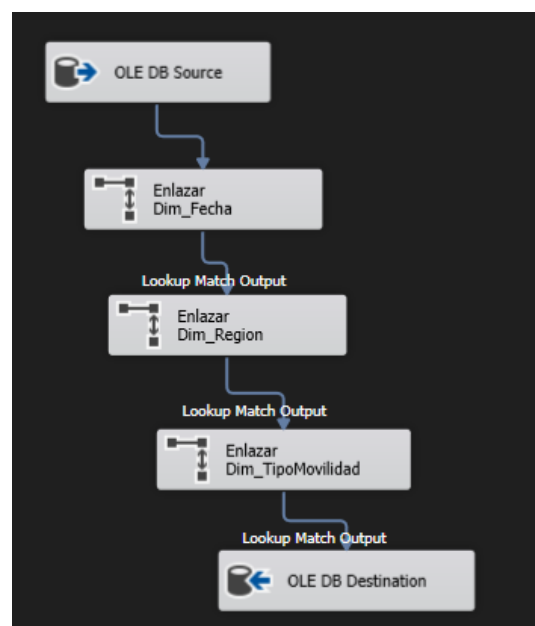 OLE DB Source
Enlazar
Dim_Fecha
Lookup Match Output
Enlazar
Dim_Region
Lookup Match Output
Enlazar
Dim_TipoMovilidad
Lookup Match Output
OLE DB Destination